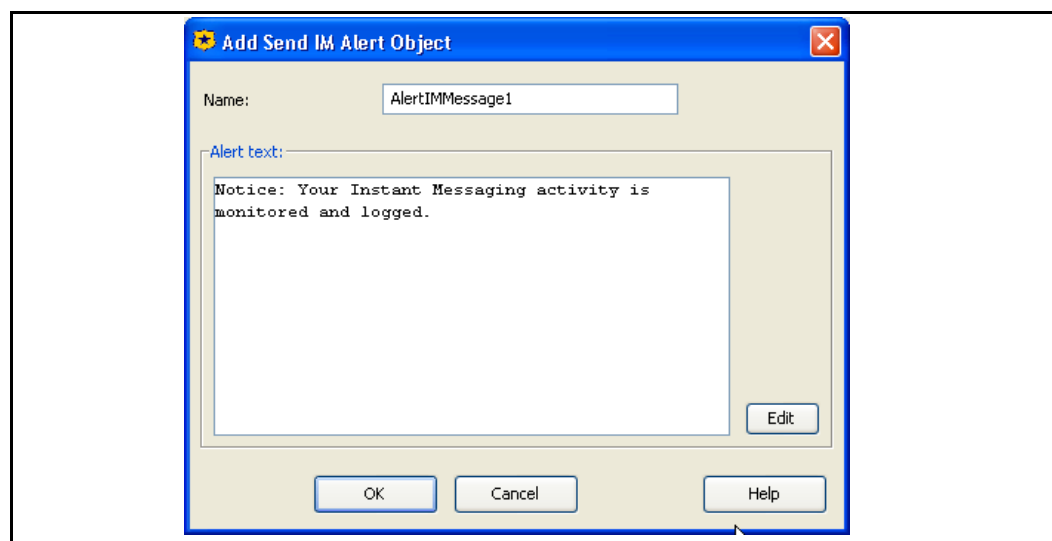 Add Send IM Alert Object
Name:
AlertIMMessage1
Alert text:
Notice: Your Instant Messaging activity is
monitored and logged.
Edit
OK
Cancel
Help